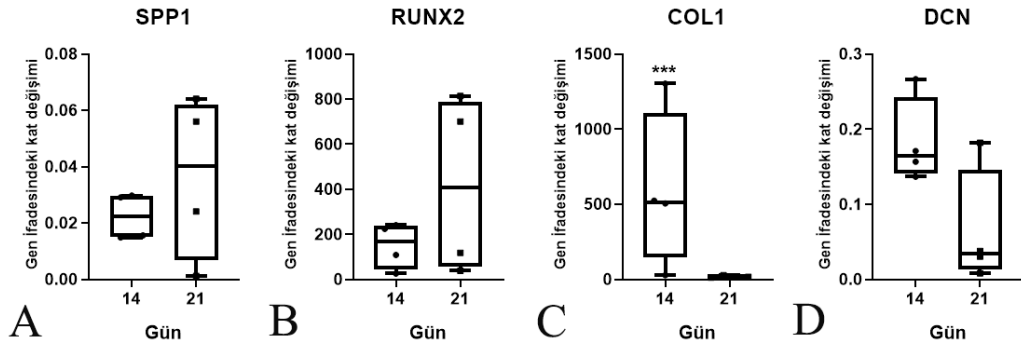 SPP1
Gen İfadesindeki kat değişimi
0.08
0.06
0.04
0.02
0.00
14
21
Gün
A
RUNX2
Gen İfadesindeki kat değişimi
1000
800
600
400
200
0
14
21
Gün
B
COL1
Gen İfadesindeki kat değişimi
1500
1000
500
0
***
14
21
Gün
C
DCN
Gen İfadesindeki kat değişimi
0.3
0.2
0.1
0.0
14
21
Gün
D